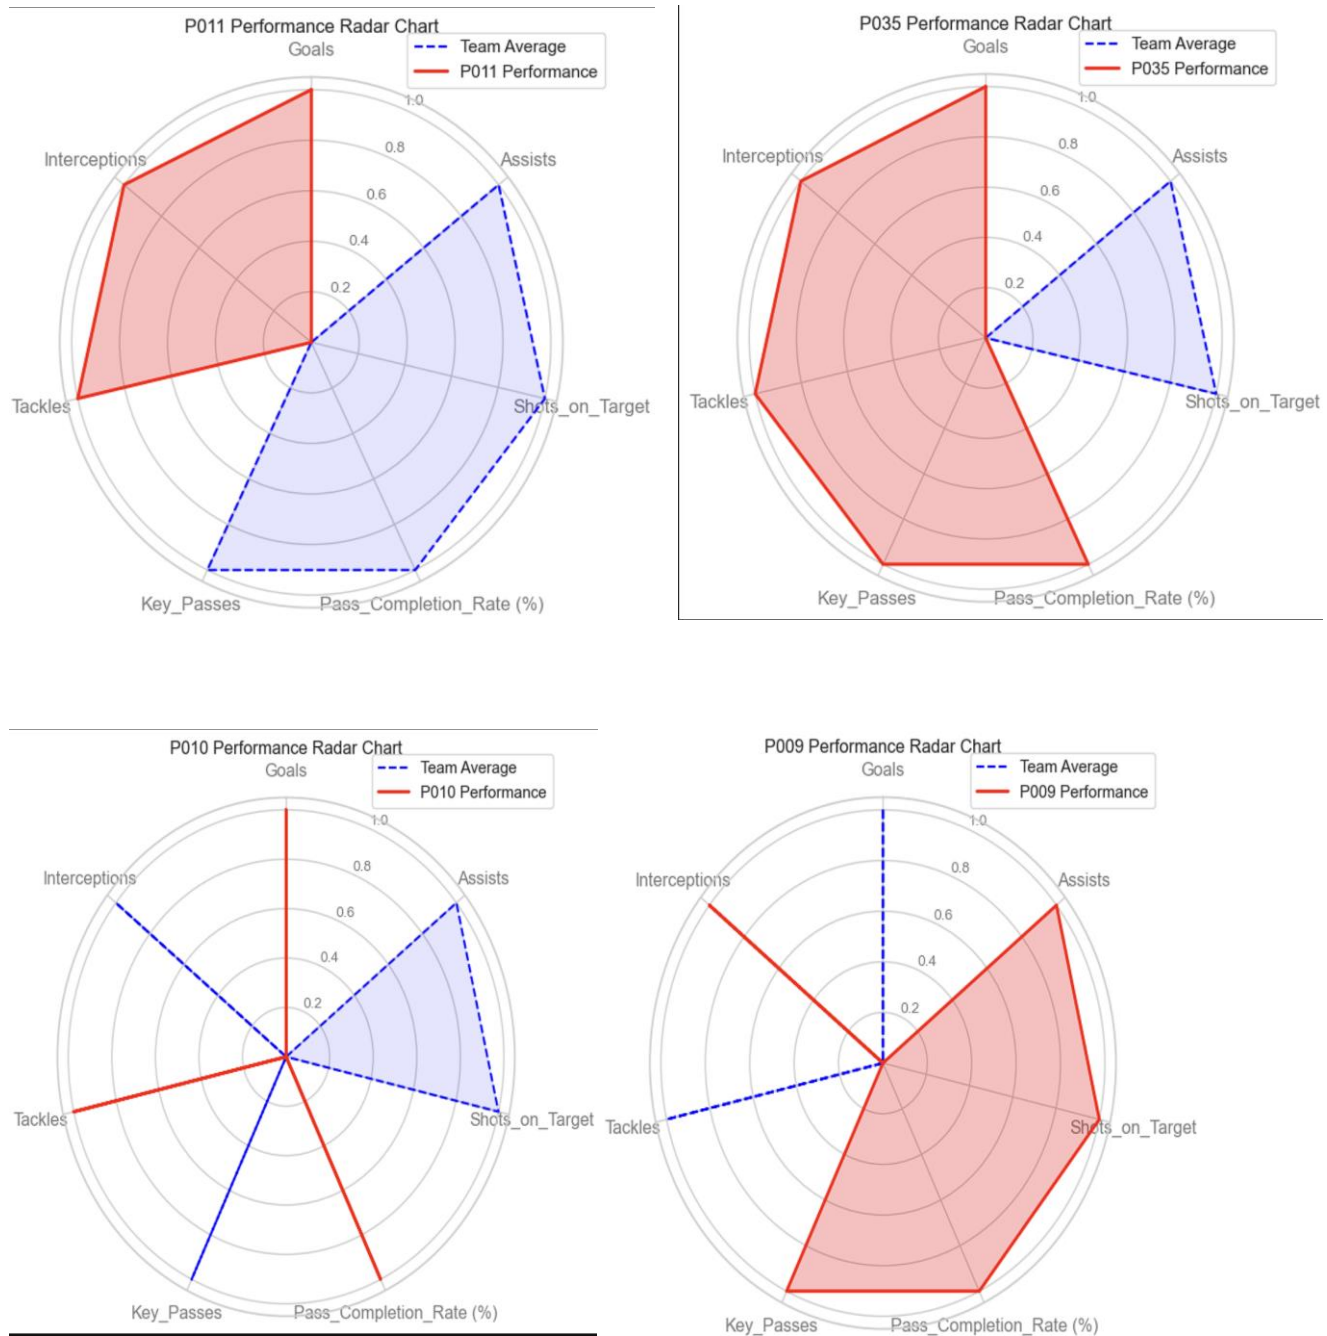 P011 Performance Radar Chart
Goals
Team Average
P011 Performance
1.0
0.8
0.6
0.4
0.2
Interceptions
Assists
Tackles
Shots_on_Target
Key_Passes
Pass_Completion_Rate (%)
P035 Performance Radar Chart
Goals
Team Average
P035 Performance
1.0
0.8
0.6
0.4
0.2
Interceptions
Assists
Tackles
Shots_on_Target
Key_Passes
Pass_Completion_Rate (%)
P010 Performance Radar Chart
Goals
Team Average
P010 Performance
1.0
0.8
0.6
0.4
0.2
Interceptions
Assists
Tackles
Shots_on_Target
Key_Passes
Pass_Completion_Rate (%)
P009 Performance Radar Chart
Goals
Team Average
P009 Performance
1.0
0.8
0.6
0.4
0.2
Interceptions
Assists
Tackles
Shots_on_Target
Key_Passes
Pass_Completion_Rate (%)